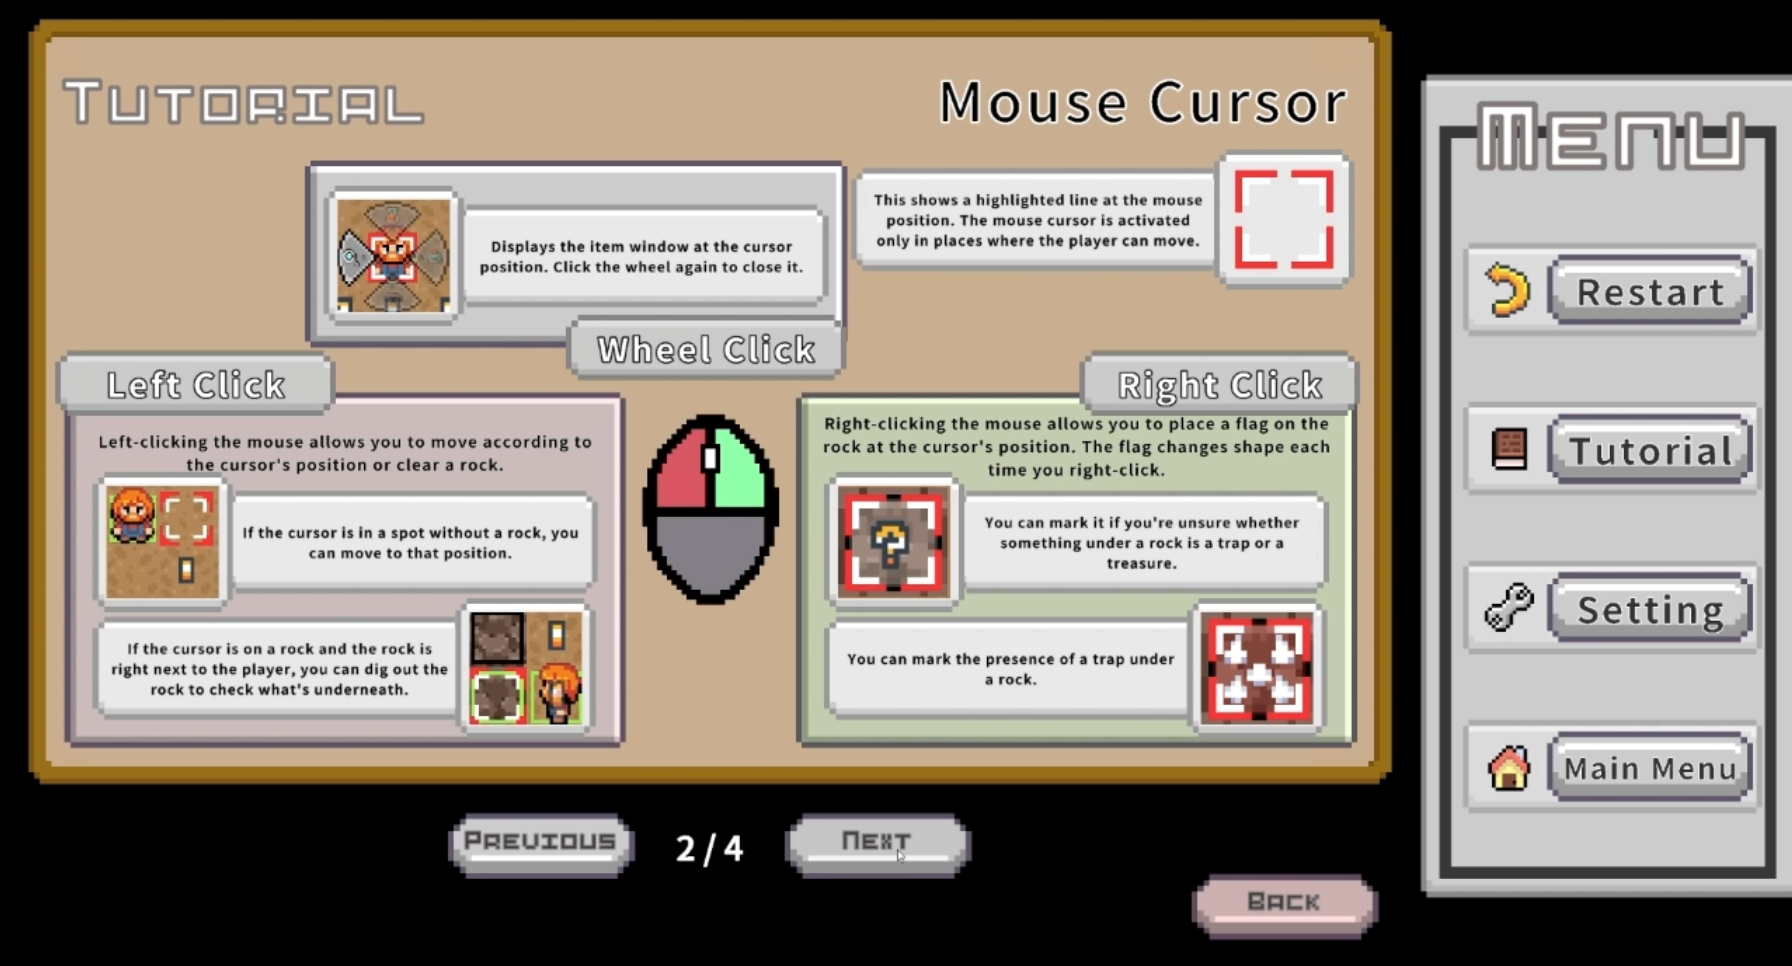 TUTORIAL
Mouse Cursor
Displays the item window at the cursor
position. Click the wheel again to close it.
Wheel Click
This shows a highlighted line at the mouse
position. The mouse cursor is activated
only in places where the player can move.
Left Click
Left-clicking the mouse allows you to move according to
the cursor's position or clear a rock.
If the cursor is in a spot without a rock, you
can move to that position.
If the cursor is on a rock and the rock is
right next to the player, you can dig out the
rock to check what's underneath.
Right Click
Right-clicking the mouse allows you to place a flag on the
rock at the cursor's position. The flag changes shape each
time you right-click.
?
You can mark it if you're unsure whether
something under a rock is a trap or a
treasure.
You can mark the presence of a trap under
a rock.
PREVIOUS
2/4
NEXT
BACK
MENU
Restart
Tutorial
Setting
Main Menu